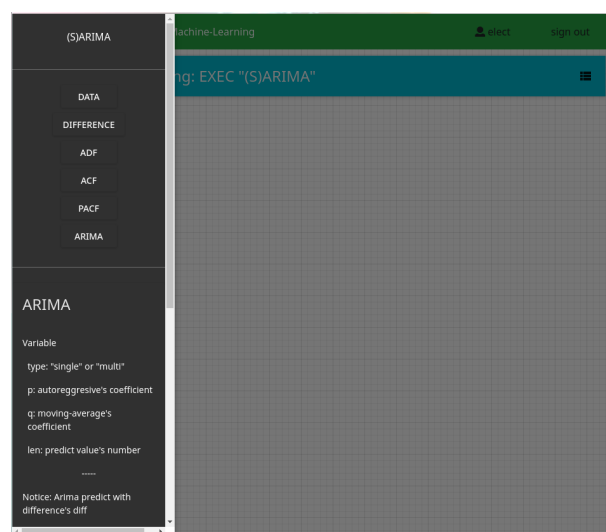 (S)ARIMA
Machine-Learning
elect
sign out
ng: EXEC "(S)ARIMA"
DATA
DIFFERENCE
ADF
ACF
PACF
ARIMA
ARIMA
Variable
type: "single" or "multi"
p: autoreggresive's coefficient
q: moving-average's
coefficient
len: predict value's number
-----
Notice: Arima predict with
difference's diff